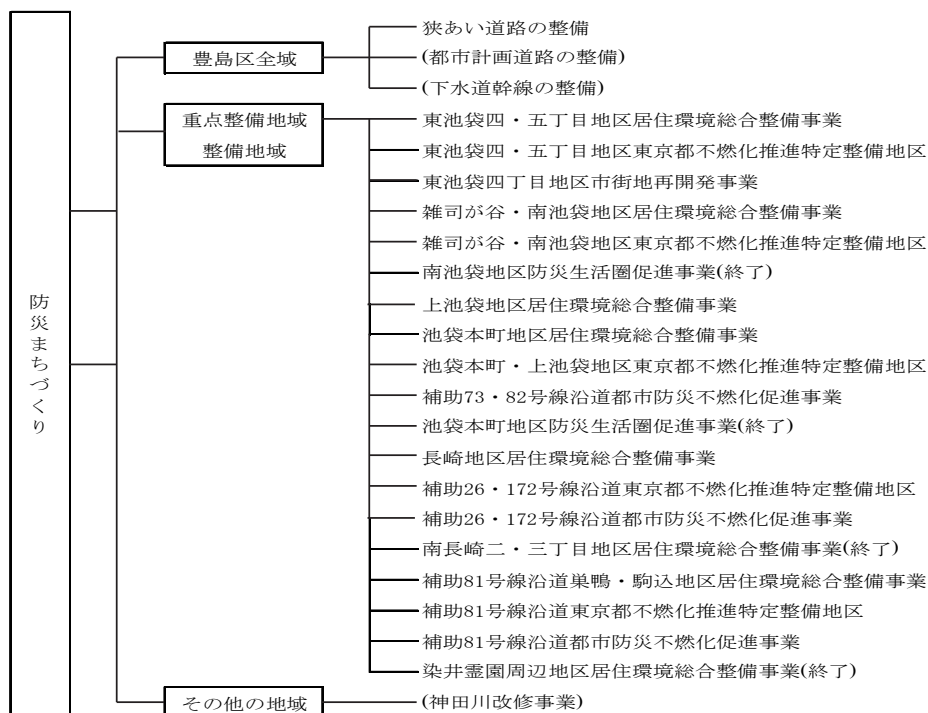 防災まちづくり
豊島区全域
狭あい道路の整備
(都市計画道路の整備)
(下水道幹線の整備)
重点整備地域
整備地域
東池袋四・五丁目地区居住環境総合整備事業
東池袋四・五丁目地区東京都不燃化推進特定整備地区
東池袋四丁目地区市街地再開発事業
雑司が谷・南池袋地区居住環境総合整備事業
雑司が谷・南池袋地区東京都不燃化推進特定整備地区
南池袋地区防災生活圏促進事業(終了)
上池袋地区居住環境総合整備事業
池袋本町地区居住環境総合整備事業
池袋本町・上池袋地区東京都不燃化推進特定整備地区
補助73・82号線沿道都市防災不燃化促進事業
池袋本町地区防災生活圏促進事業(終了)
長崎地区居住環境総合整備事業
補助26・172号線沿道東京都不燃化推進特定整備地区
補助26・172号線沿道都市防災不燃化促進事業
南長崎二・三丁目地区居住環境総合整備事業(終了)
補助81号線沿道巣鴨・駒込地区居住環境総合整備事業
補助81号線沿道東京都不燃化推進特定整備地区
補助81号線沿道都市防災不燃化促進事業
染井霊園周辺地区居住環境総合整備事業(終了)
その他の地域
(神田川改修事業)